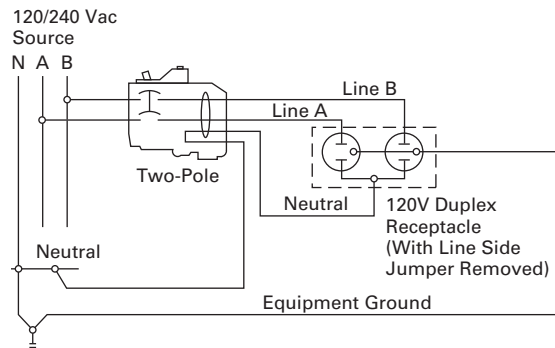 120/240 Vac
Source
N A B
Line B
Line A
Two-Pole
Neutral
120V Duplex
Receptacle
(With Line Side
Jumper Removed)
Neutral
Equipment Ground